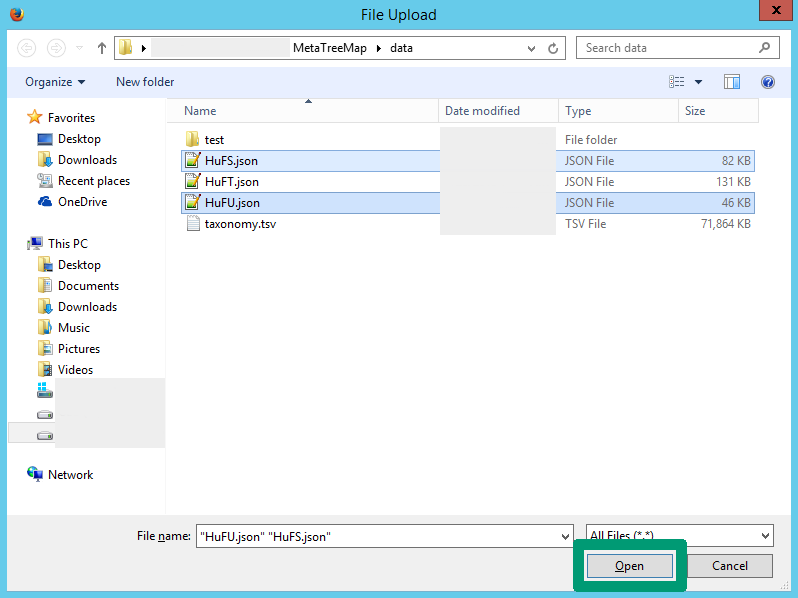 File Upload
x
MetaTreeMap data
Search data
Organize New folder
?
Name Date modified Type Size
Favorites
Desktop
Downloads
Recent places
OneDrive
This PC
Desktop
Documents
Downloads
Music
Pictures
Videos
Network
test File folder
HuFS.json JSON File 82 KB
HuFT.json JSON File 131 KB
HuFU.json JSON File 46 KB
taxonomy.tsv TSV File 71,864 KB
File name: "HuFU.json" "HuFS.json" All Files (*.*)
Open Cancel